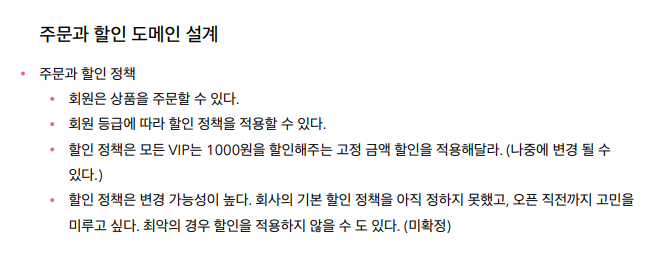 주문과 할인 도메인 설계
• 주문과 할인 정책
• 회원은 상품을 주문할 수 있다.
• 회원 등급에 따라 할인 정책을 적용할 수 있다.
• 할인 정책은 모든 VIP는 1000원을 할인해주는 고정 금액 할인을 적용해달라. (나중에 변경 될 수
있다.)
• 할인 정책은 변경 가능성이 높다. 회사의 기본 할인 정책을 아직 정하지 못했고, 오픈 직전까지 고민을
미루고 싶다. 최악의 경우 할인을 적용하지 않을 수 도 있다. (미확정)